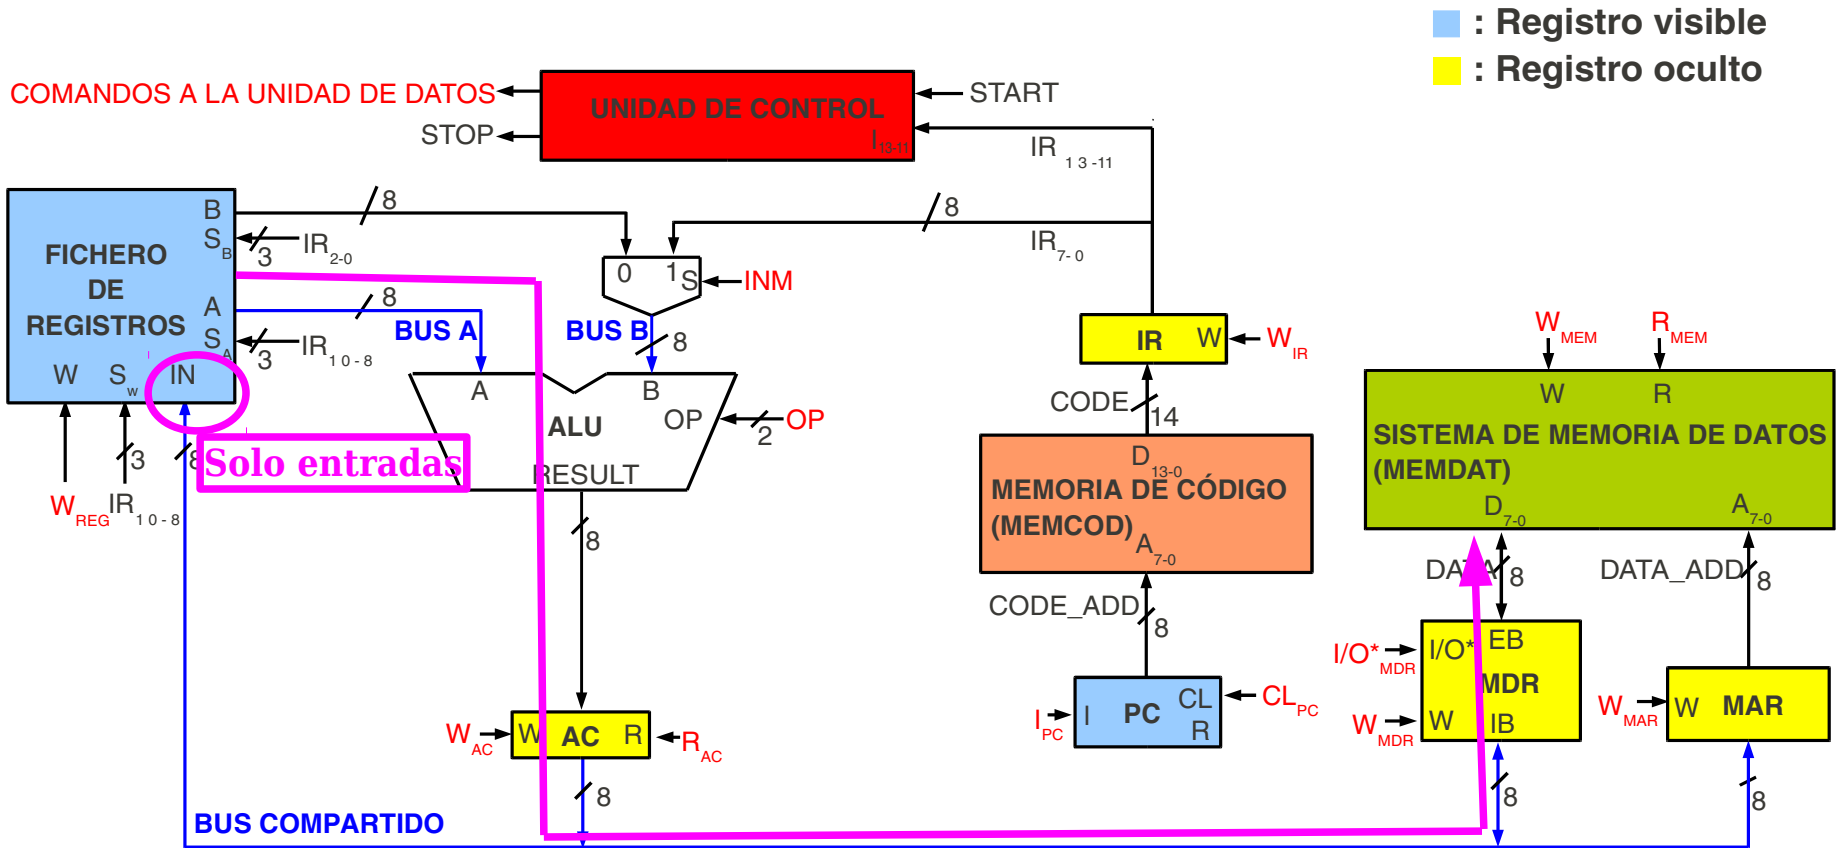 : Registro visible
: Registro oculto
COMANDOS A LA UNIDAD DE DATOS
STOP
UNIDAD DE CONTROL
I13-11
START
IR 13-11
8
IR7-0
8
B
SB
3
IR2-0
FICHERO
DE
REGISTROS
A
SA
3
IR10-8
8
BUS A
W
Sw
IN
WREG
3
IR10-8
8
Solo entradas
0
1
S
INM
BUS B
8
A
B
ALU
OP
2
OP
RESULT
8
WAC
W
AC
R
RAC
8
BUS COMPARTIDO
IR
W
WIR
CODE
14
D13-0
MEMORIA DE CÓDIGO
(MEMCOD)
A7-0
CODE_ADD
8
IPC
I
PC
CL
R
CLPC
WMEM
RMEM
W
R
SISTEMA DE MEMORIA DE DATOS
(MEMDAT)
D7-0
A7-0
DATA
8
DATA_ADD
8
I/O*MDR
I/O*
EB
MDR
WMDR
W
IB
8
WMAR
W
MAR
8